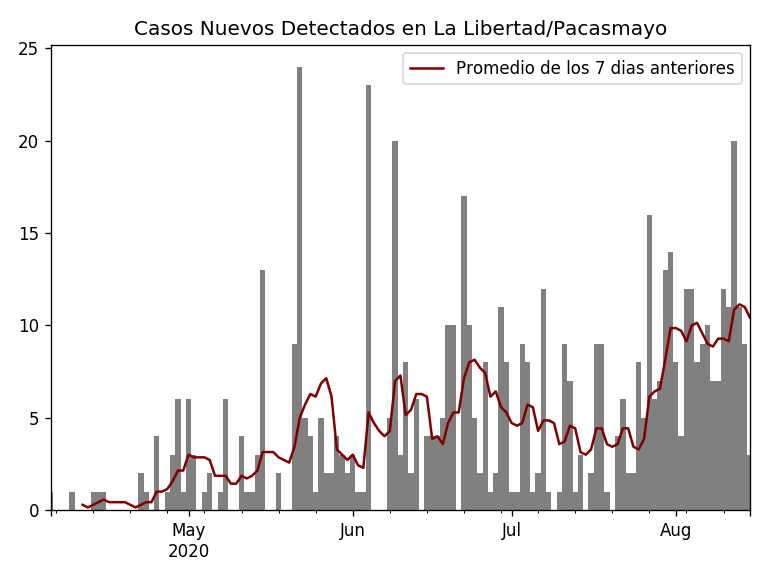 Casos Nuevos Detectados en La Libertad/Pacasmayo
Promedio de los 7 dias anteriores
25
20
15
10
5
0
May
2020
Jun
Jul
Aug